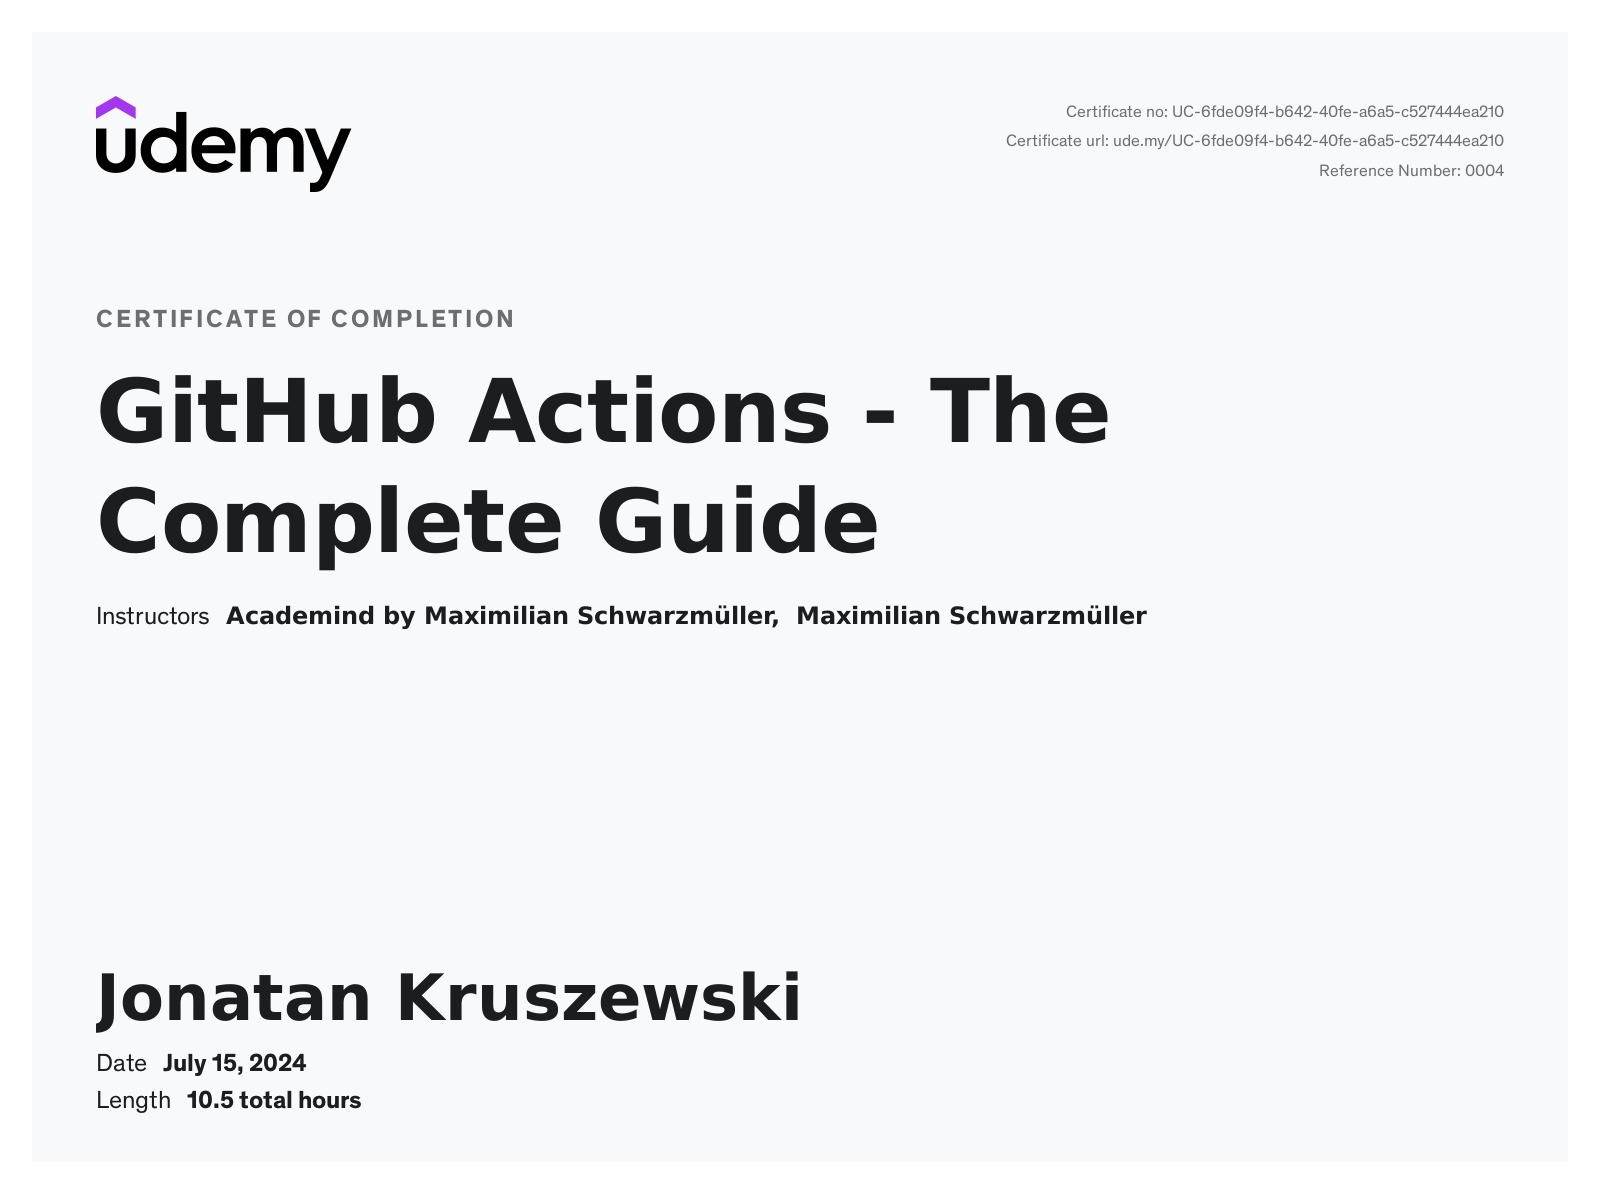 udemy
Certificate no: UC-6fde09f4-b642-40fe-a6a5-c527444ea210
Certificate url: ude.my/UC-6fde09f4-b642-40fe-a6a5-c527444ea210
Reference Number: 0004
CERTIFICATE OF COMPLETION
GitHub Actions - The
Complete Guide
Instructors Academind by Maximilian Schwarzmüller, Maximilian Schwarzmüller
Jonatan Kruszewski
Date July 15, 2024
Length 10.5 total hours